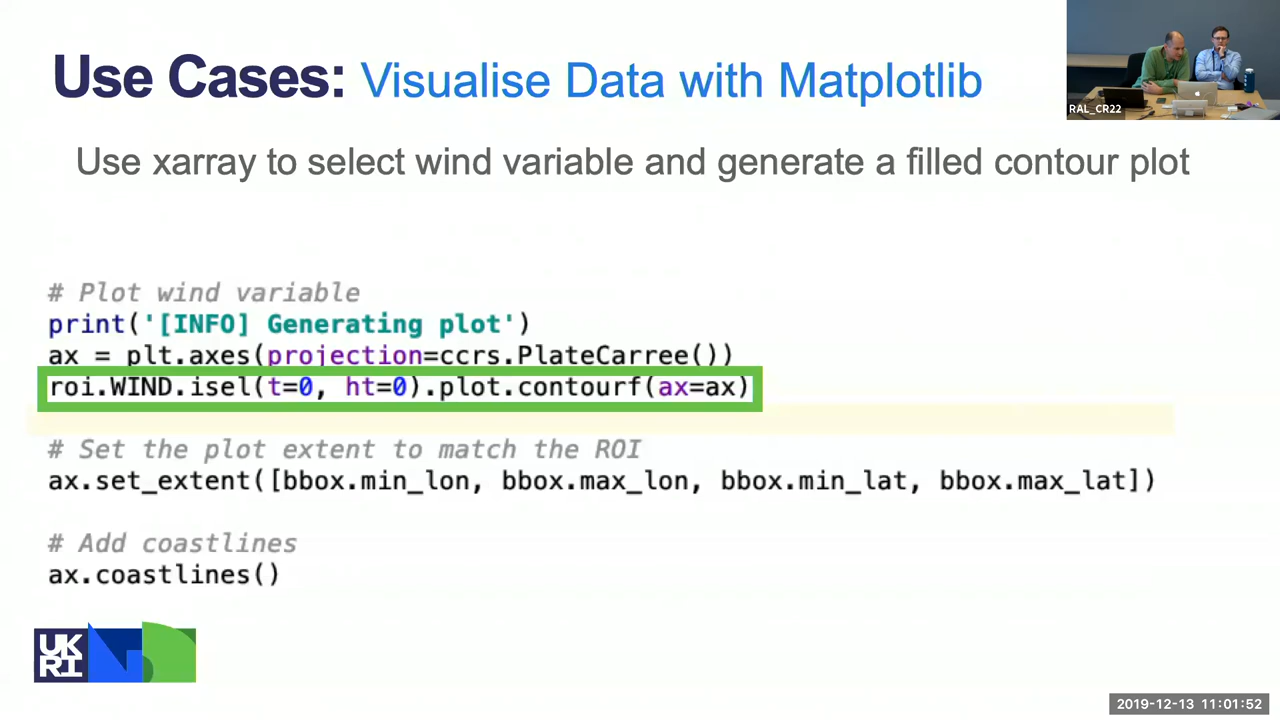 Use Cases: Visualise Data with Matplotlib
RAL_CR22
Use xarray to select wind variable and generate a filled contour plot
# Plot wind variable
print('[INFO] Generating plot')
ax = plt.axes(projection=ccrs.PlateCarree())
roi.WIND.isel(t=0, ht=0).plot.contourf(ax=ax)
# Set the plot extent to match the ROI
ax.set_extent([bbox.min_lon, bbox.max_lon, bbox.min_lat, bbox.max_lat])
# Add coastlines
ax.coastlines()
UK
RI
2019-12-13 11:01:52